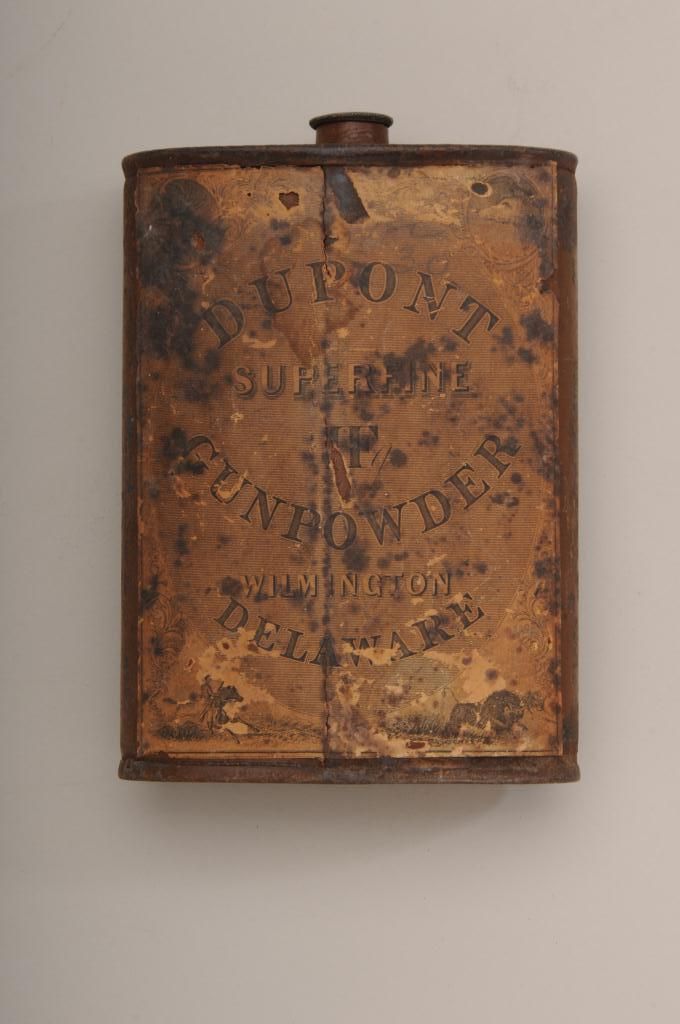 DUPONT
SUPERFINE
GUNPOWDER
WILMINGTON
DELAWARE